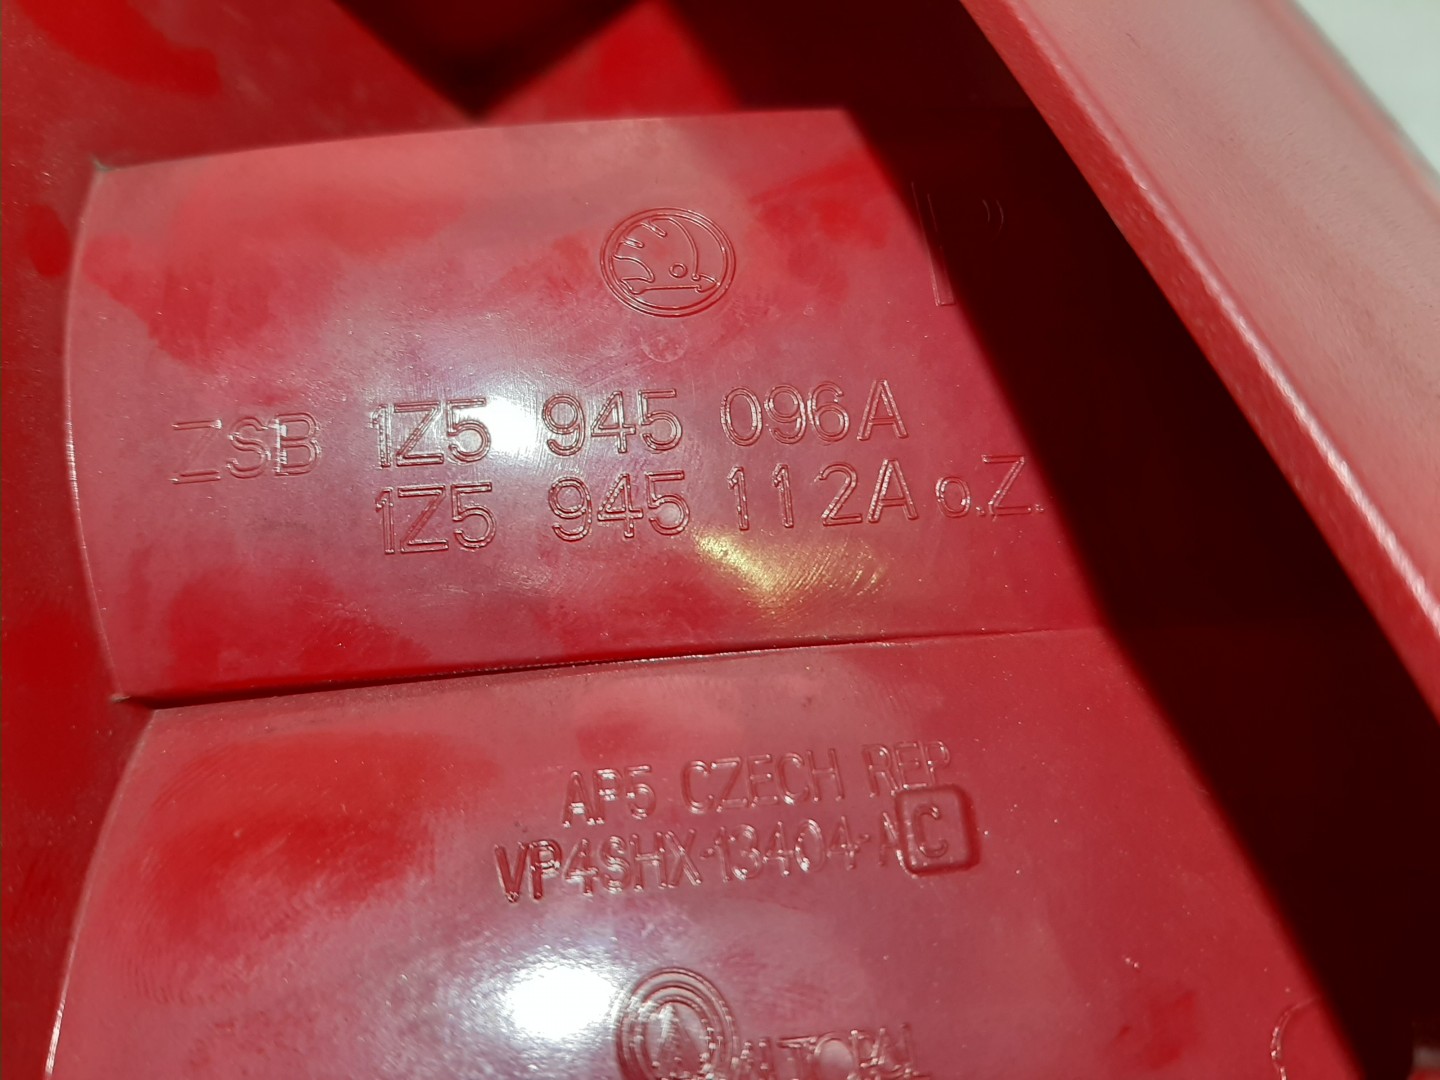 P
ZSB 1Z5 945 096A
1Z5 945 112A o.Z.
AP5 CZECH REP
VP4SHX-13404-AC